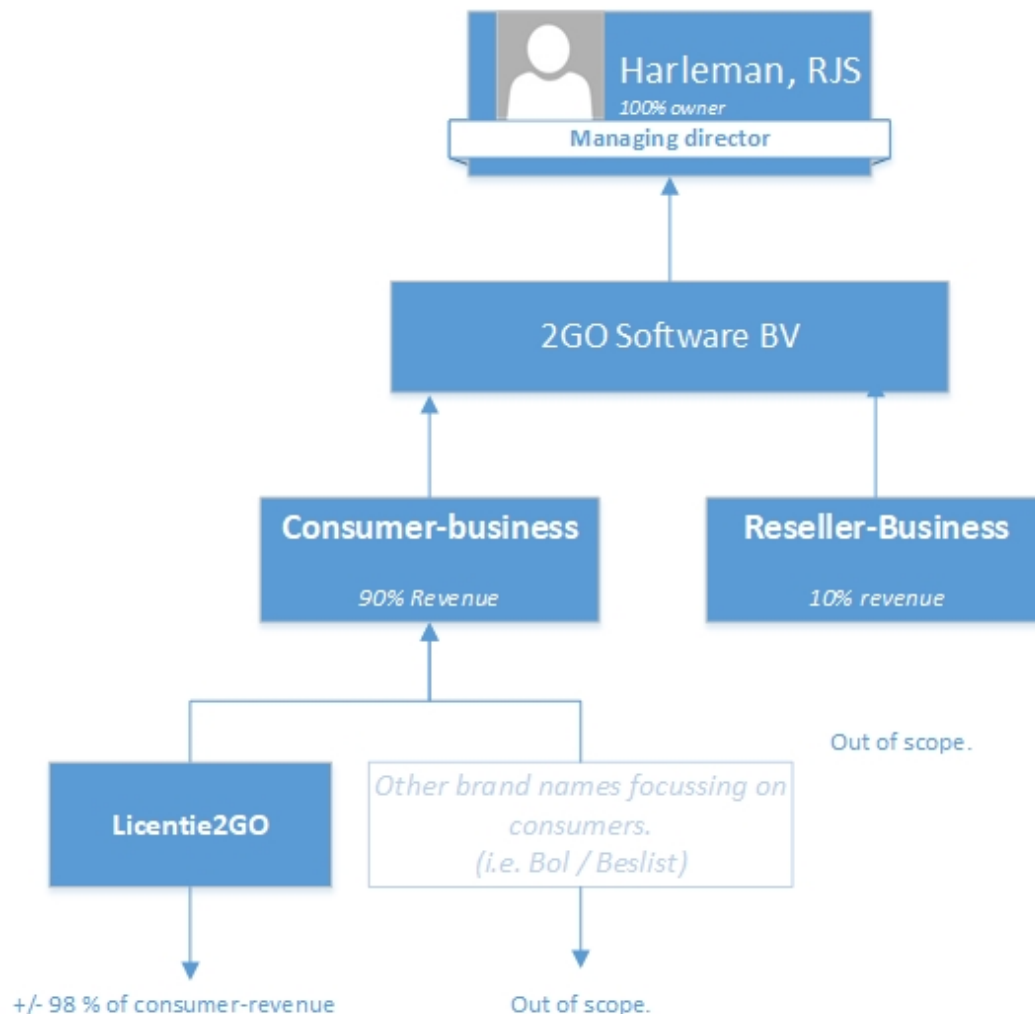 Harleman, RJS
100% owner
Managing director
2GO Software BV
Consumer-business
90% Revenue
Reseller-Business
10% revenue
Out of scope.
Licentie2GO
Other brand names focussing on
consumers.
(i.e. Bol / Beslist)
+/- 98 % of consumer-revenue
Out of scope.